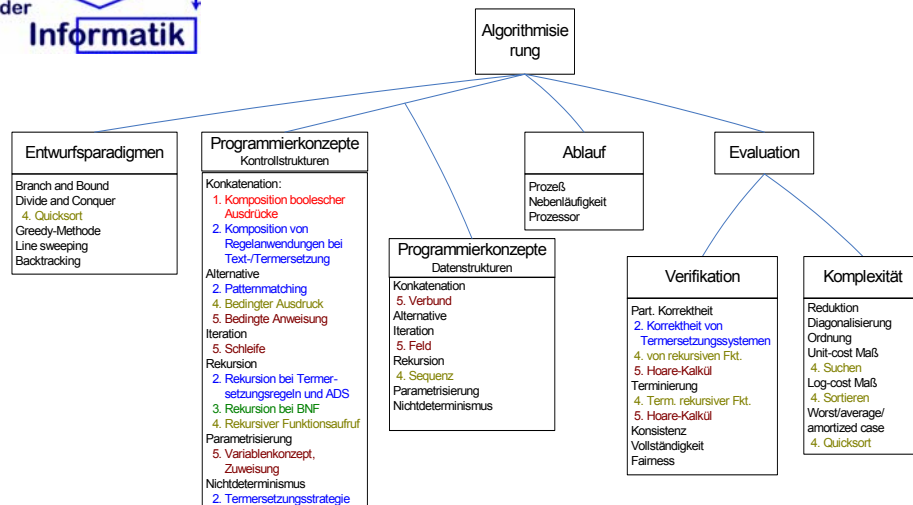 der
Informatik
Algorithmisie
rung
Entwurfsparadigmen
Branch and Bound
Divide and Conquer
4. Quicksort
Greedy-Methode
Line sweeping
Backtracking
Programmierkonzepte
Kontrollstrukturen
Konkatenation:
1. Komposition boolescher
Ausdrücke
2. Komposition von
Regelanwendungen bei
Text-/Termersetzung
Alternative
2. Patternmatching
4. Bedingter Ausdruck
5. Bedingte Anweisung
Iteration
5. Schleife
Rekursion
2. Rekursion bei Termer-
setzungsregeln und ADS
3. Rekursion bei BNF
4. Rekursiver Funktionsaufruf
Parametrisierung
5. Variablenkonzept,
Zuweisung
Nichtdeterminismus
2. Termersetzungsstrategie
Programmierkonzepte
Datenstrukturen
Konkatenation
5. Verbund
Alternative
Iteration
5. Feld
Rekursion
4. Sequenz
Parametrisierung
Nichtdeterminismus
Ablauf
Prozeß
Nebenläufigkeit
Prozessor
Evaluation
Verifikation
Part. Korrektheit
2. Korrektheit von
Termersetzungssystemen
4. von rekursiven Fkt.
5. Hoare-Kalkül
Terminierung
4. Term. rekursiver Fkt.
5. Hoare-Kalkül
Konsistenz
Vollständigkeit
Fairness
Komplexität
Reduktion
Diagonalisierung
Ordnung
Unit-cost Maß
4. Suchen
Log-cost Maß
4. Sortieren
Worst/average/
amortized case
4. Quicksort